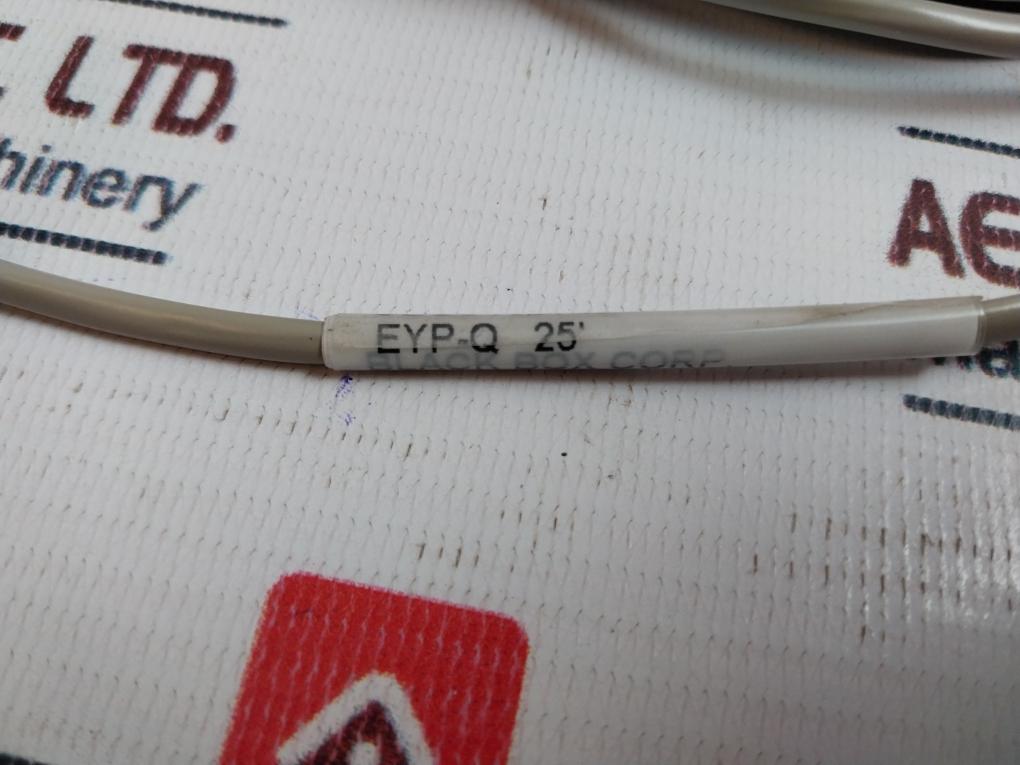 LTD.
hinery
AE
EYP-Q 25'
BLACK BOX CORP